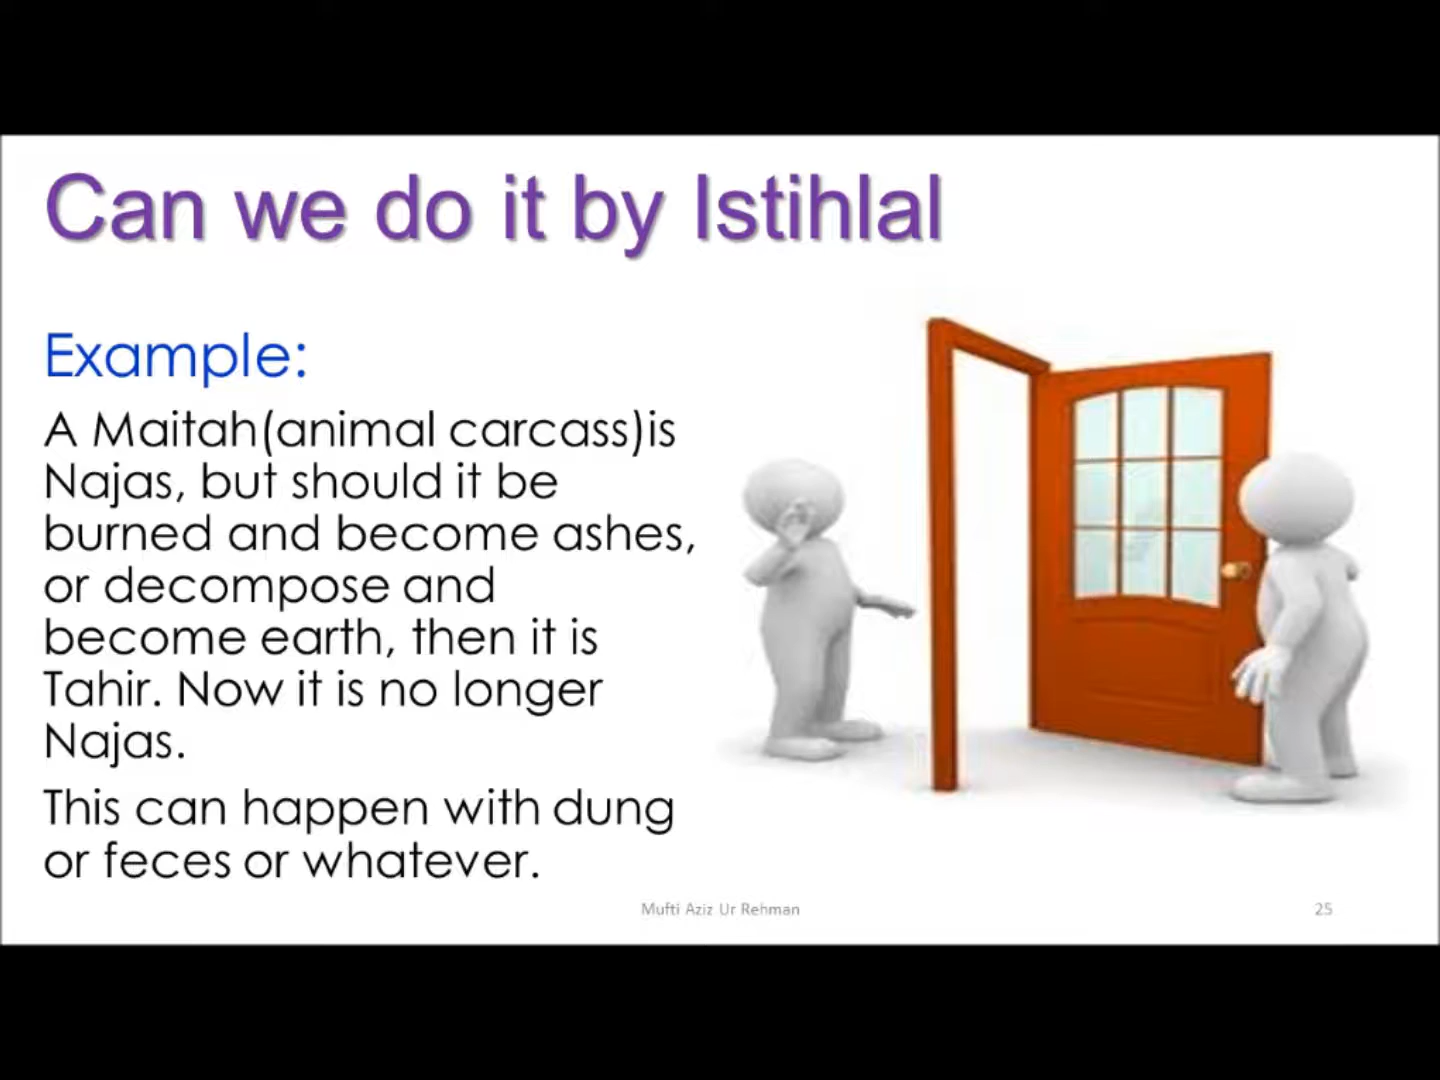 Can we do it by Istihlal
Example:
A Maitah(animal carcass)is
Najas, but should it be
burned and become ashes,
or decompose and
become earth, then it is
Tahir. Now it is no longer
Najas.
This can happen with dung
or feces or whatever.
Mufti Aziz Ur Rehman
25